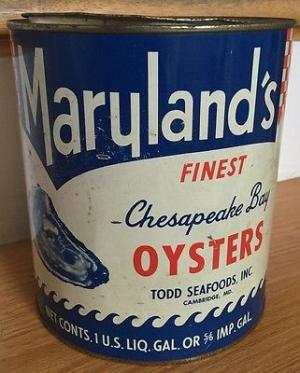 Maryland's
FINEST
Chesapeake Bay
OYSTERS
TODD SEAFOODS, INC.
CAMBRIDGE, MD.
NET CONTS. 1 U.S. LIQ. GAL. OR 5/6 IMP. GAL.